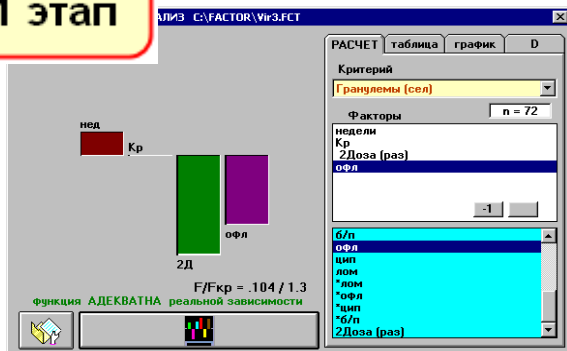 этап
АЛИЗ C:\FACTOR\Vir3.FCT
РАСЧЕТ таблица график D
Критерий
Гранулемы (сел)
Факторы n = 72
недели
Кр
2Доза (раз)
офл
-1
б/п
офл
цип
лом
*лом
*офл
*цип
*б/п
2Доза (раз)
нед
Кр
офл
2Д
F/Fкр = .104 / 1.3
функция АДЕКВАТНА реальной зависимости